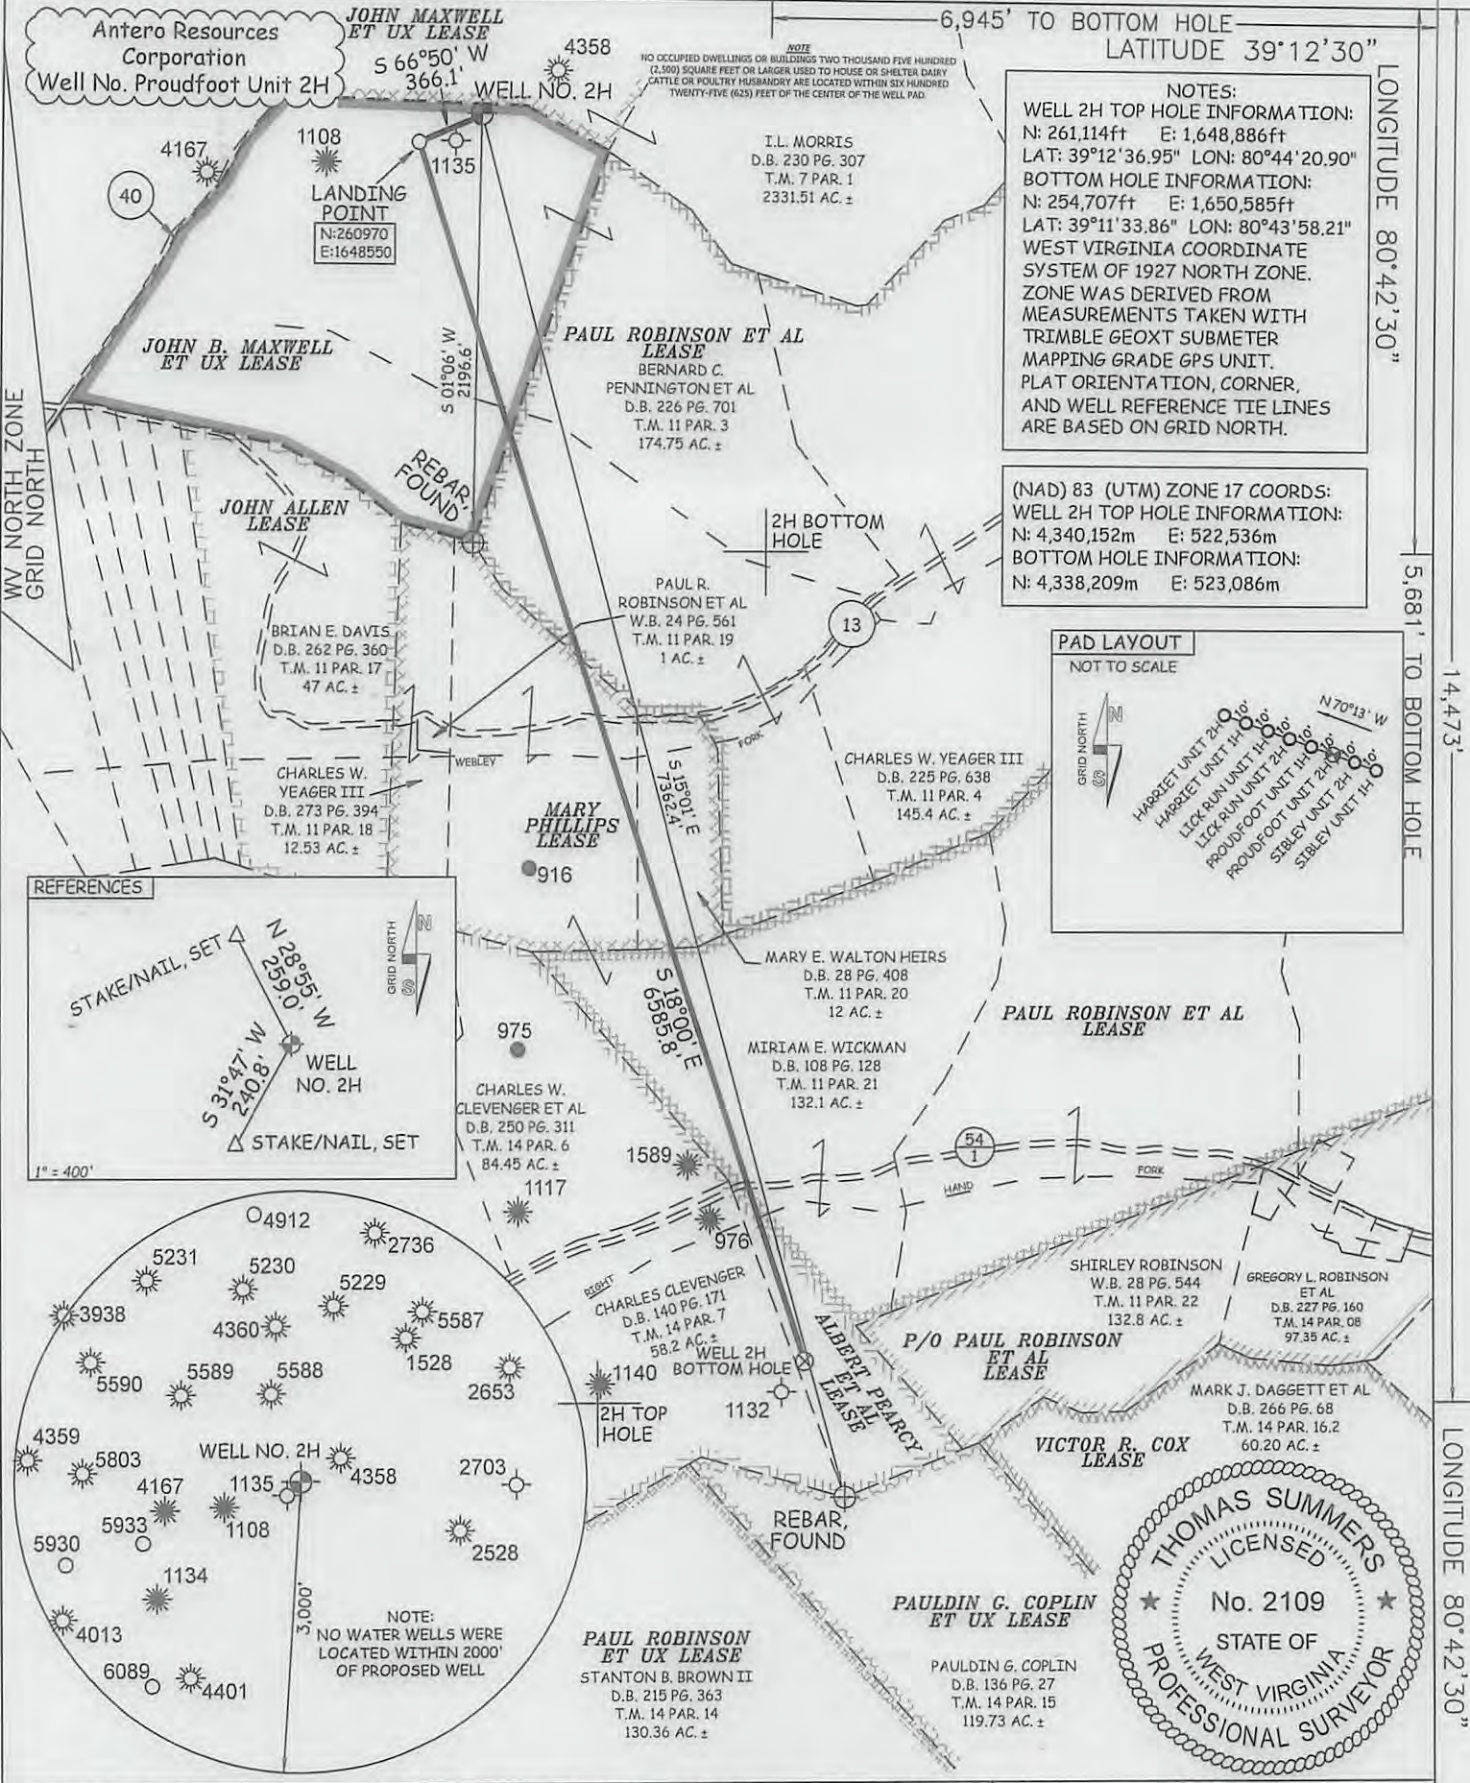 Antero Resources
Corporation
Well No. Proudfoot Unit 2H
JOHN MAXWELL
ET UX LEASE
S 66°50' W
366.1'
4358
WELL NO. 2H
6,945' TO BOTTOM HOLE
LATITUDE 39°12'30"
NOTE
NO OCCUPIED DWELLINGS OR BUILDINGS TWO THOUSAND FIVE HUNDRED
(2,500) SQUARE FEET OR LARGER USED TO HOUSE OR SHELTER DAIRY
CATTLE OR POULTRY HUSBANDRY ARE LOCATED WITHIN SIX HUNDRED
TWENTY-FIVE (625) FEET OF THE CENTER OF THE WELL PAD.
LONGITUDE 80°42'30"
NOTES:
WELL 2H TOP HOLE INFORMATION:
N: 261,114ft E: 1,648,886ft
LAT: 39°12'36.95" LON: 80°44'20.90"
BOTTOM HOLE INFORMATION:
N: 254,707ft E: 1,650,585ft
LAT: 39°11'33.86" LON: 80°43'58.21"
WEST VIRGINIA COORDINATE
SYSTEM OF 1927 NORTH ZONE.
ZONE WAS DERIVED FROM
MEASUREMENTS TAKEN WITH
TRIMBLE GEOXT SUBMETER
MAPPING GRADE GPS UNIT.
PLAT ORIENTATION, CORNER,
AND WELL REFERENCE TIE LINES
ARE BASED ON GRID NORTH.
4167
1108
1135
40
LANDING
POINT
N:260970
E:1648550
I.L. MORRIS
D.B. 230 PG. 307
T.M. 7 PAR. 1
2331.51 AC. ±
JOHN B. MAXWELL
ET UX LEASE
S 01°06' W
2196.6'
PAUL ROBINSON ET AL
LEASE
BERNARD C.
PENNINGTON ET AL
D.B. 226 PG. 701
T.M. 11 PAR. 3
174.75 AC. ±
WV NORTH ZONE
GRID NORTH
REBAR,
FOUND
JOHN ALLEN
LEASE
2H BOTTOM
HOLE
(NAD) 83 (UTM) ZONE 17 COORDS:
WELL 2H TOP HOLE INFORMATION:
N: 4,340,152m E: 522,536m
BOTTOM HOLE INFORMATION:
N: 4,338,209m E: 523,086m
5,681' TO BOTTOM HOLE
14,473'
PAUL R.
ROBINSON ET AL
W.B. 24 PG. 561
T.M. 11 PAR. 19
1 AC. ±
13
BRIAN E. DAVIS
D.B. 262 PG. 360
T.M. 11 PAR. 17
47 AC. ±
PAD LAYOUT
NOT TO SCALE
GRID NORTH
N
S
N 70°13' W
10'
10'
10'
10'
10'
10'
10'
HARRIET UNIT 2H
HARRIET UNIT 1H
LICK RUN UNIT 1H
LICK RUN UNIT 2H
PROUDFOOT UNIT 1H
PROUDFOOT UNIT 2H
SIBLEY UNIT 2H
SIBLEY UNIT 1H
WEBLEY
FORK
CHARLES W.
YEAGER III
D.B. 273 PG. 394
T.M. 11 PAR. 18
12.53 AC. ±
S 15°01' E
7362.4'
CHARLES W. YEAGER III
D.B. 225 PG. 638
T.M. 11 PAR. 4
145.4 AC. ±
MARY
PHILLIPS
LEASE
916
REFERENCES
STAKE/NAIL, SET
N 28°55' W
259.0'
GRID NORTH
N
S
S 31°47' W
240.8'
WELL
NO. 2H
STAKE/NAIL, SET
1" = 400'
MARY E. WALTON HEIRS
D.B. 28 PG. 408
T.M. 11 PAR. 20
12 AC. ±
S 18°00' E
6585.8'
PAUL ROBINSON ET AL
LEASE
975
MIRIAM E. WICKMAN
D.B. 108 PG. 128
T.M. 11 PAR. 21
132.1 AC. ±
CHARLES W.
CLEVENGER ET AL
D.B. 250 PG. 311
T.M. 14 PAR. 6
84.45 AC. ±
1589
54
1
HAND
FORK
1117
976
RIGHT
CHARLES CLEVENGER
D.B. 140 PG. 171
T.M. 14 PAR. 7
58.2 AC. ±
WELL 2H
BOTTOM HOLE
1140
2H TOP
HOLE
1132
ALBERT PEARCY
ET AL
LEASE
SHIRLEY ROBINSON
W.B. 28 PG. 544
T.M. 11 PAR. 22
132.8 AC. ±
GREGORY L. ROBINSON
ET AL
D.B. 227 PG. 160
T.M. 14 PAR. 08
97.35 AC. ±
P/O PAUL ROBINSON
ET AL
LEASE
MARK J. DAGGETT ET AL
D.B. 266 PG. 68
T.M. 14 PAR. 16.2
60.20 AC. ±
VICTOR R. COX
LEASE
REBAR,
FOUND
4912
2736
5231
5230
5229
3938
4360
5587
1528
5590
5589
5588
2653
4359
5803
WELL NO. 2H
4358
2703
4167
1135
1108
5933
5930
2528
1134
4013
3,000'
6089
4401
NOTE:
NO WATER WELLS WERE
LOCATED WITHIN 2000'
OF PROPOSED WELL
PAUL ROBINSON
ET UX LEASE
STANTON B. BROWN II
D.B. 215 PG. 363
T.M. 14 PAR. 14
130.36 AC. ±
PAULDIN G. COPLIN
ET UX LEASE
PAULDIN G. COPLIN
D.B. 136 PG. 27
T.M. 14 PAR. 15
119.73 AC. ±
THOMAS SUMMERS
LICENSED
No. 2109
STATE OF
WEST VIRGINIA
PROFESSIONAL SURVEYOR
LONGITUDE 80°42'30"